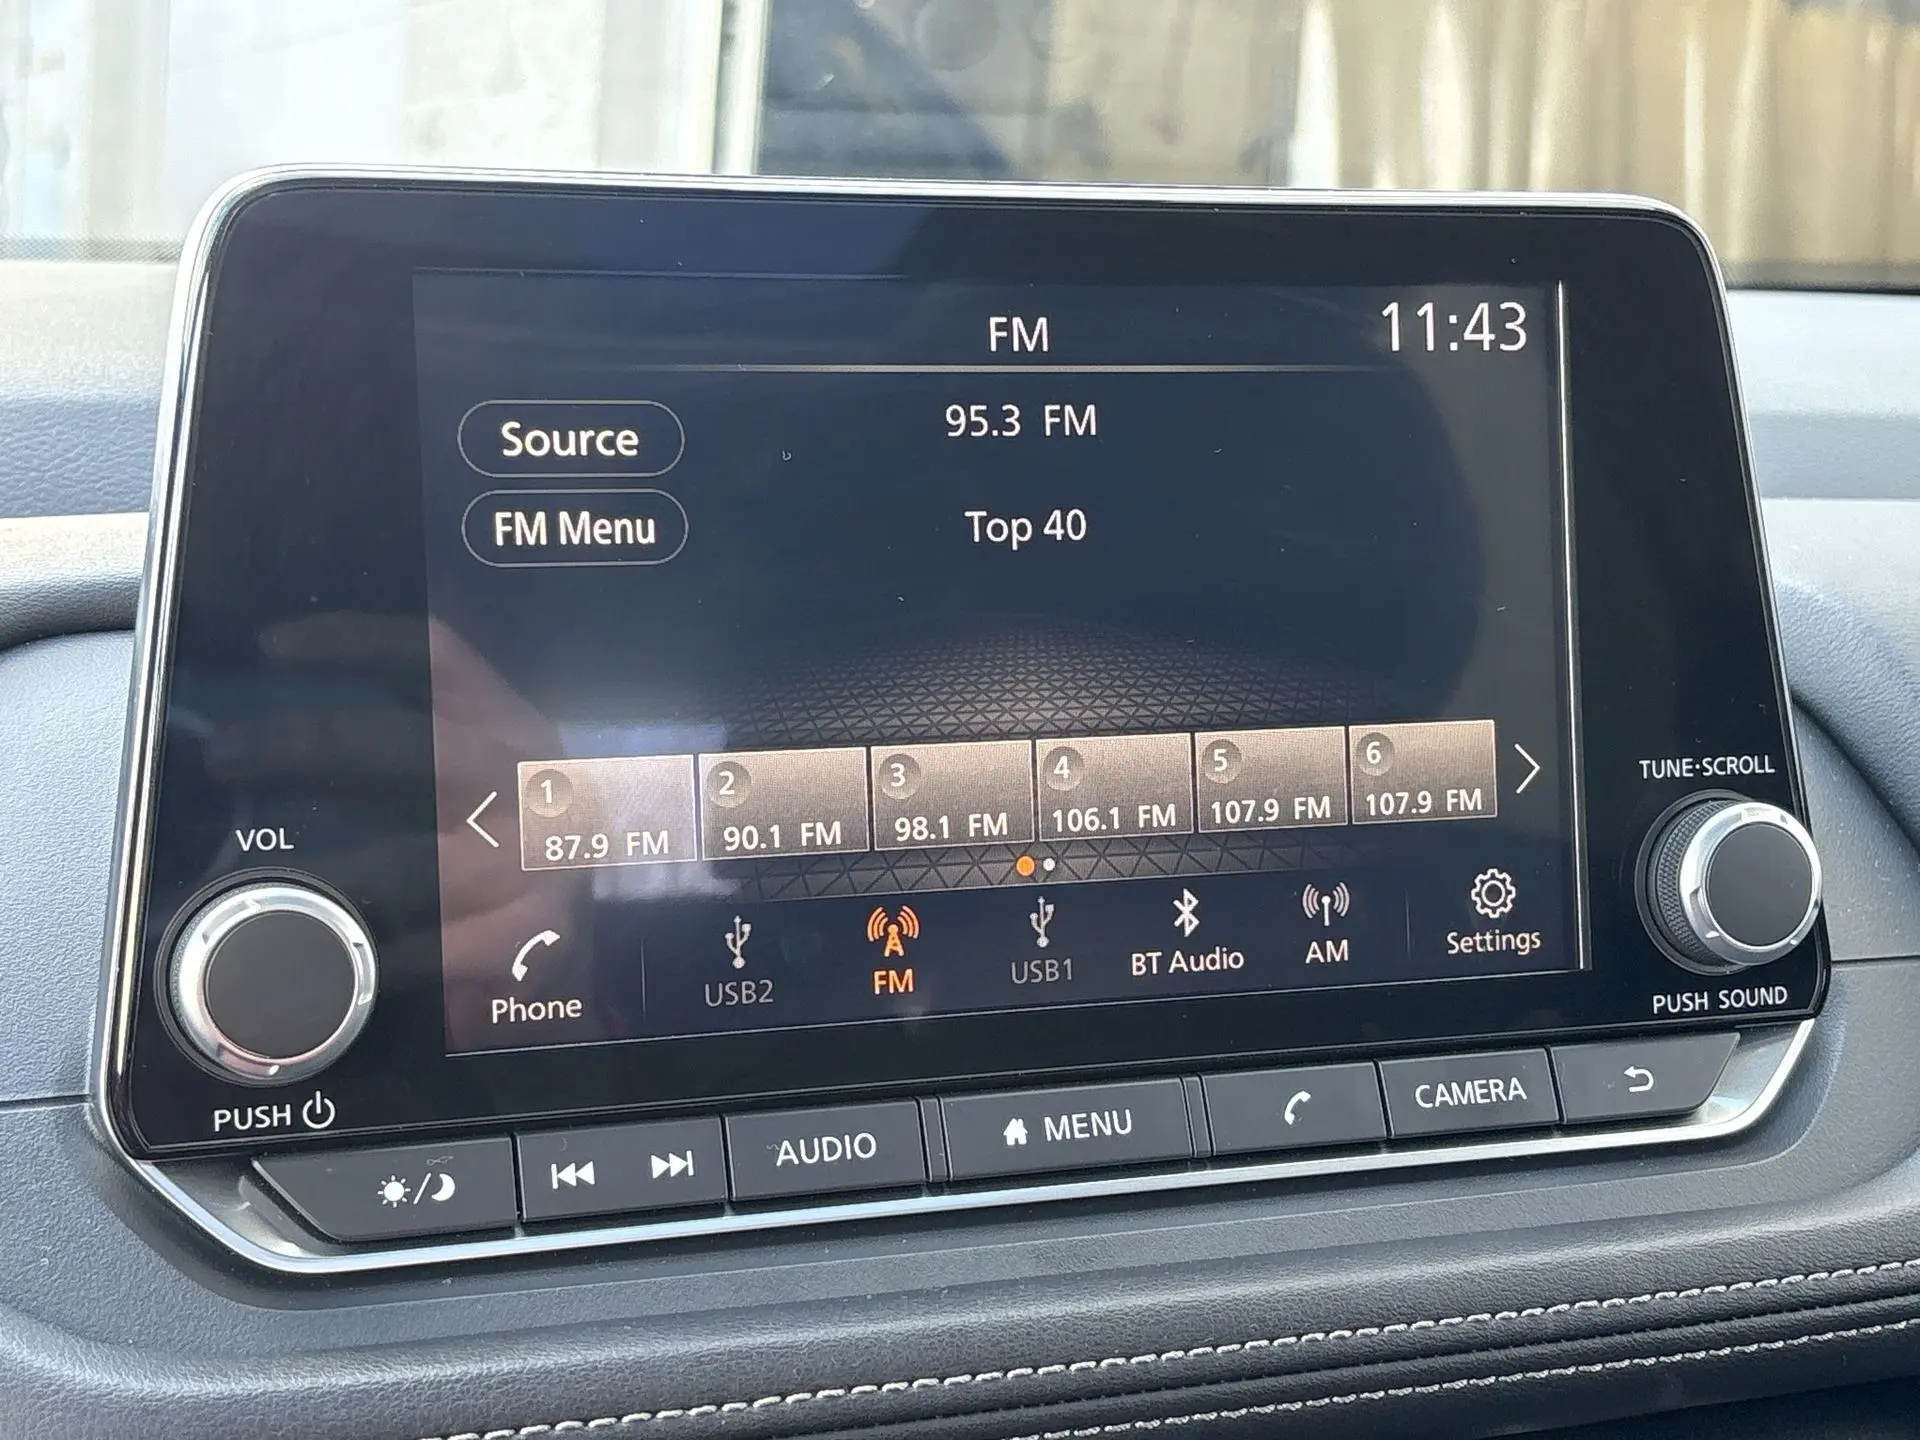 FM
11:43
Source
95.3 FM
FM Menu
Top 40
1
87.9 FM
2
90.1 FM
3
98.1 FM
4
106.1 FM
5
107.9 FM
6
107.9 FM
Phone
USB2
FM
USB1
BT Audio
AM
Settings
VOL
PUSH
TUNE·SCROLL
PUSH SOUND
AUDIO
MENU
CAMERA